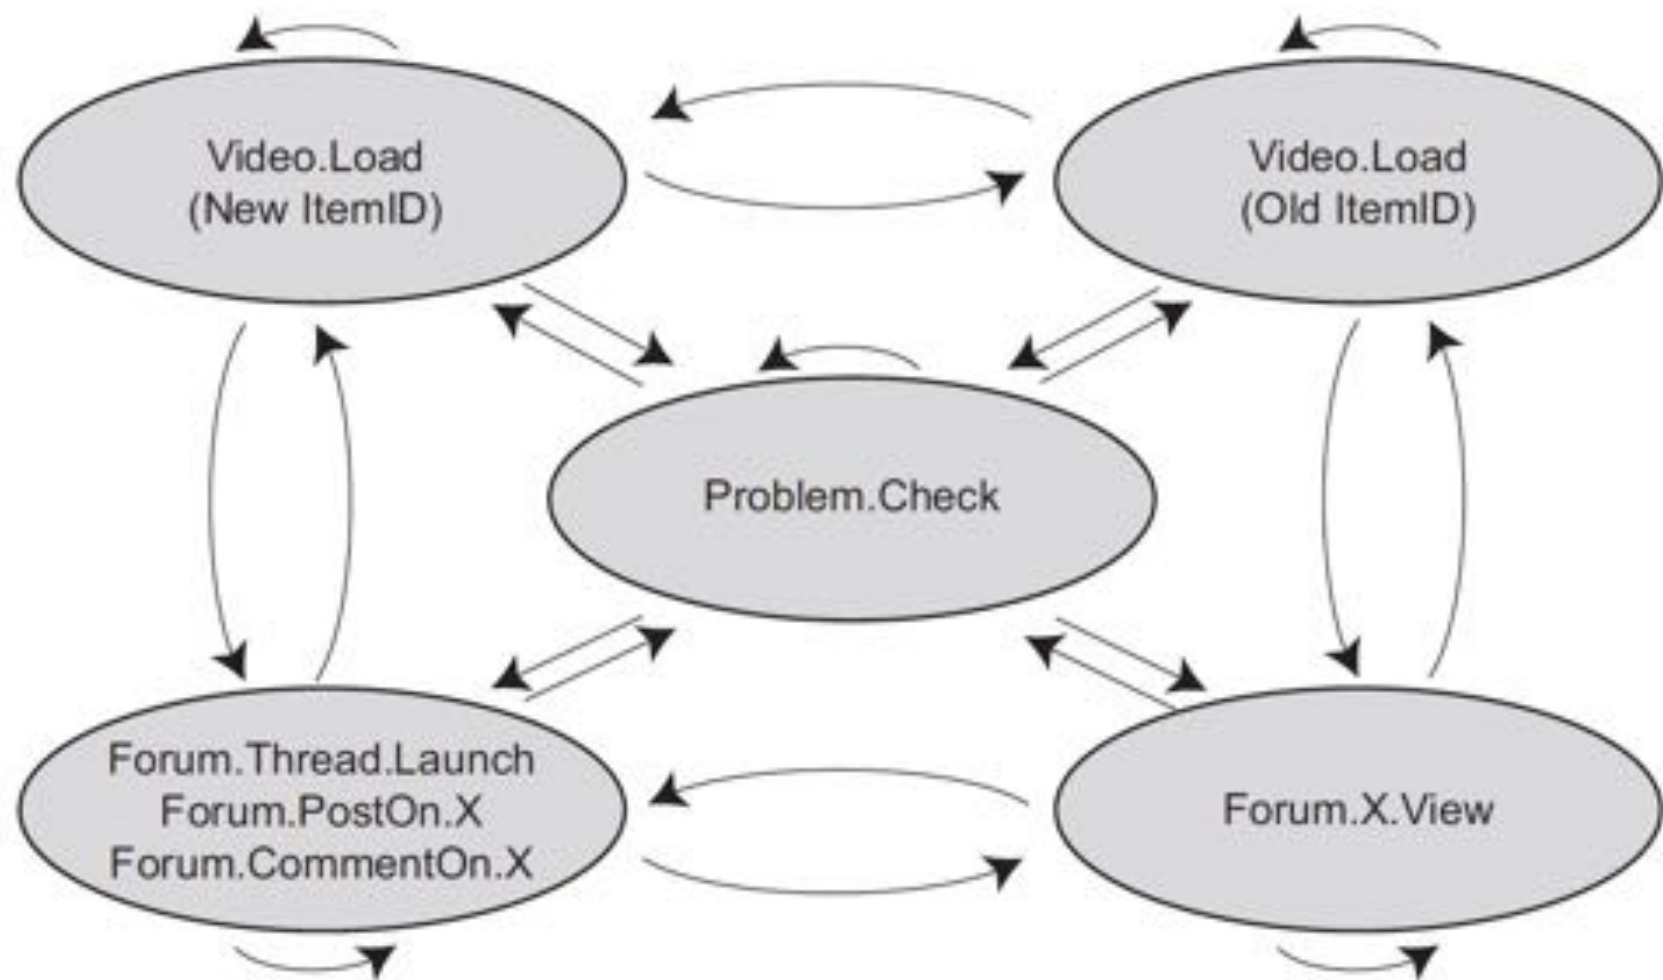 Video.Load
(New ItemID)
Video.Load
(Old ItemID)
Problem.Check
Forum.Thread.Launch
Forum.PostOn.X
Forum.CommentOn.X
Forum.X.View